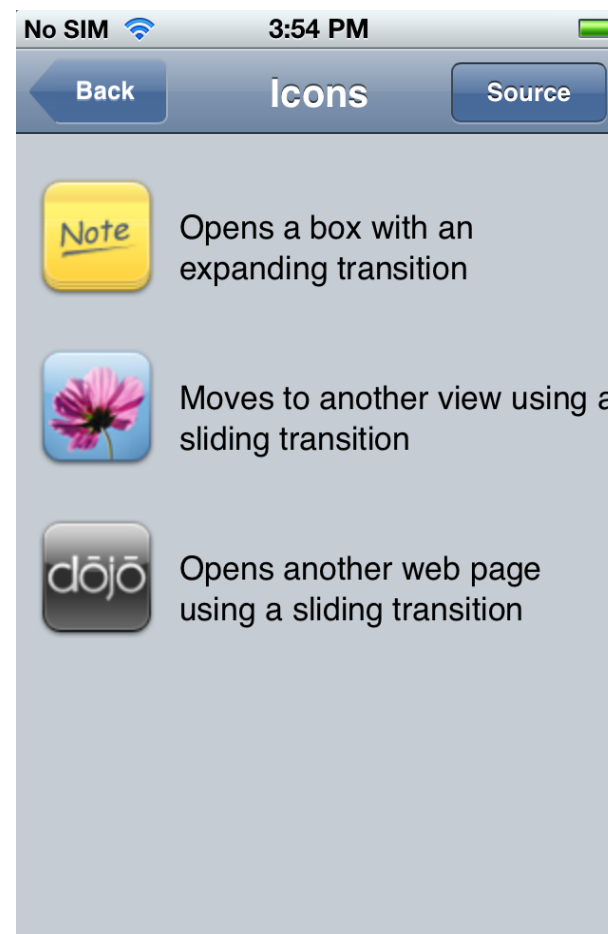 No SIM 3:54 PM
Back Icons Source
Note
Opens a box with an
expanding transition
Moves to another view using a
sliding transition
dōjō
Opens another web page
using a sliding transition